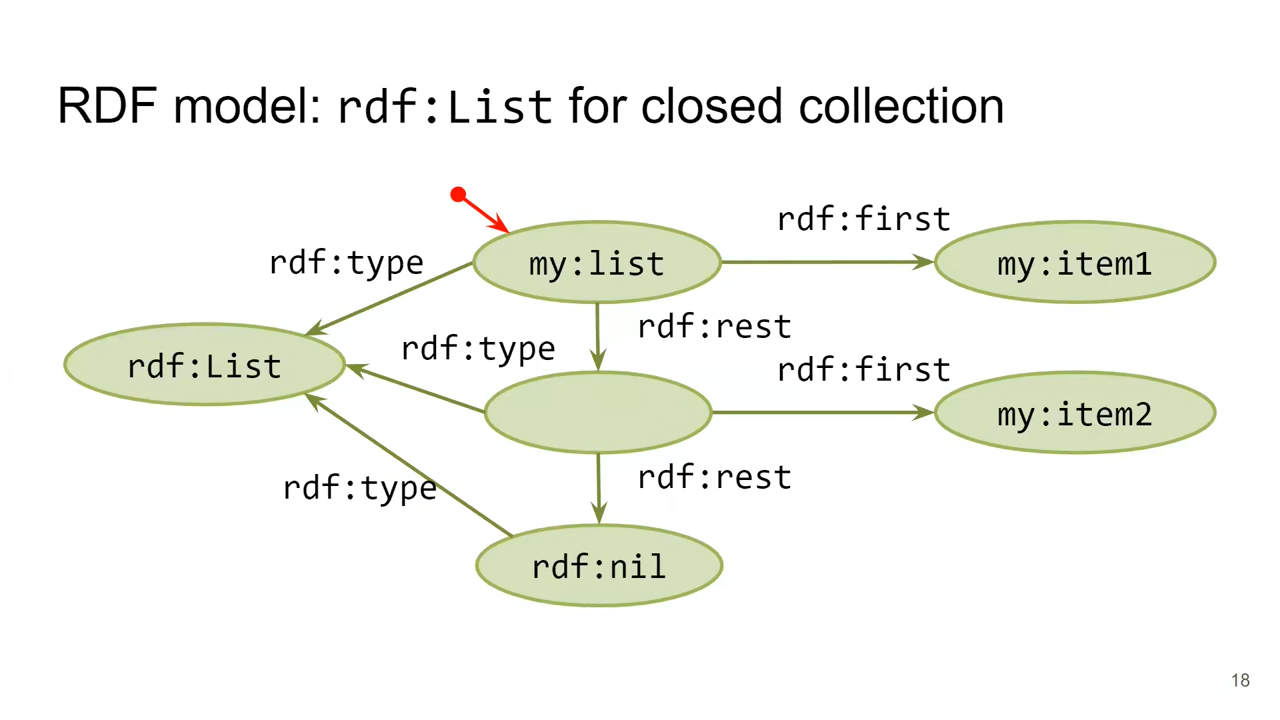 RDF model: rdf:List for closed collection
rdf:first
rdf:type
my:list
my:item1
rdf:rest
rdf:type
rdf:first
rdf:List
my:item2
rdf:rest
rdf:type
rdf:nil
18